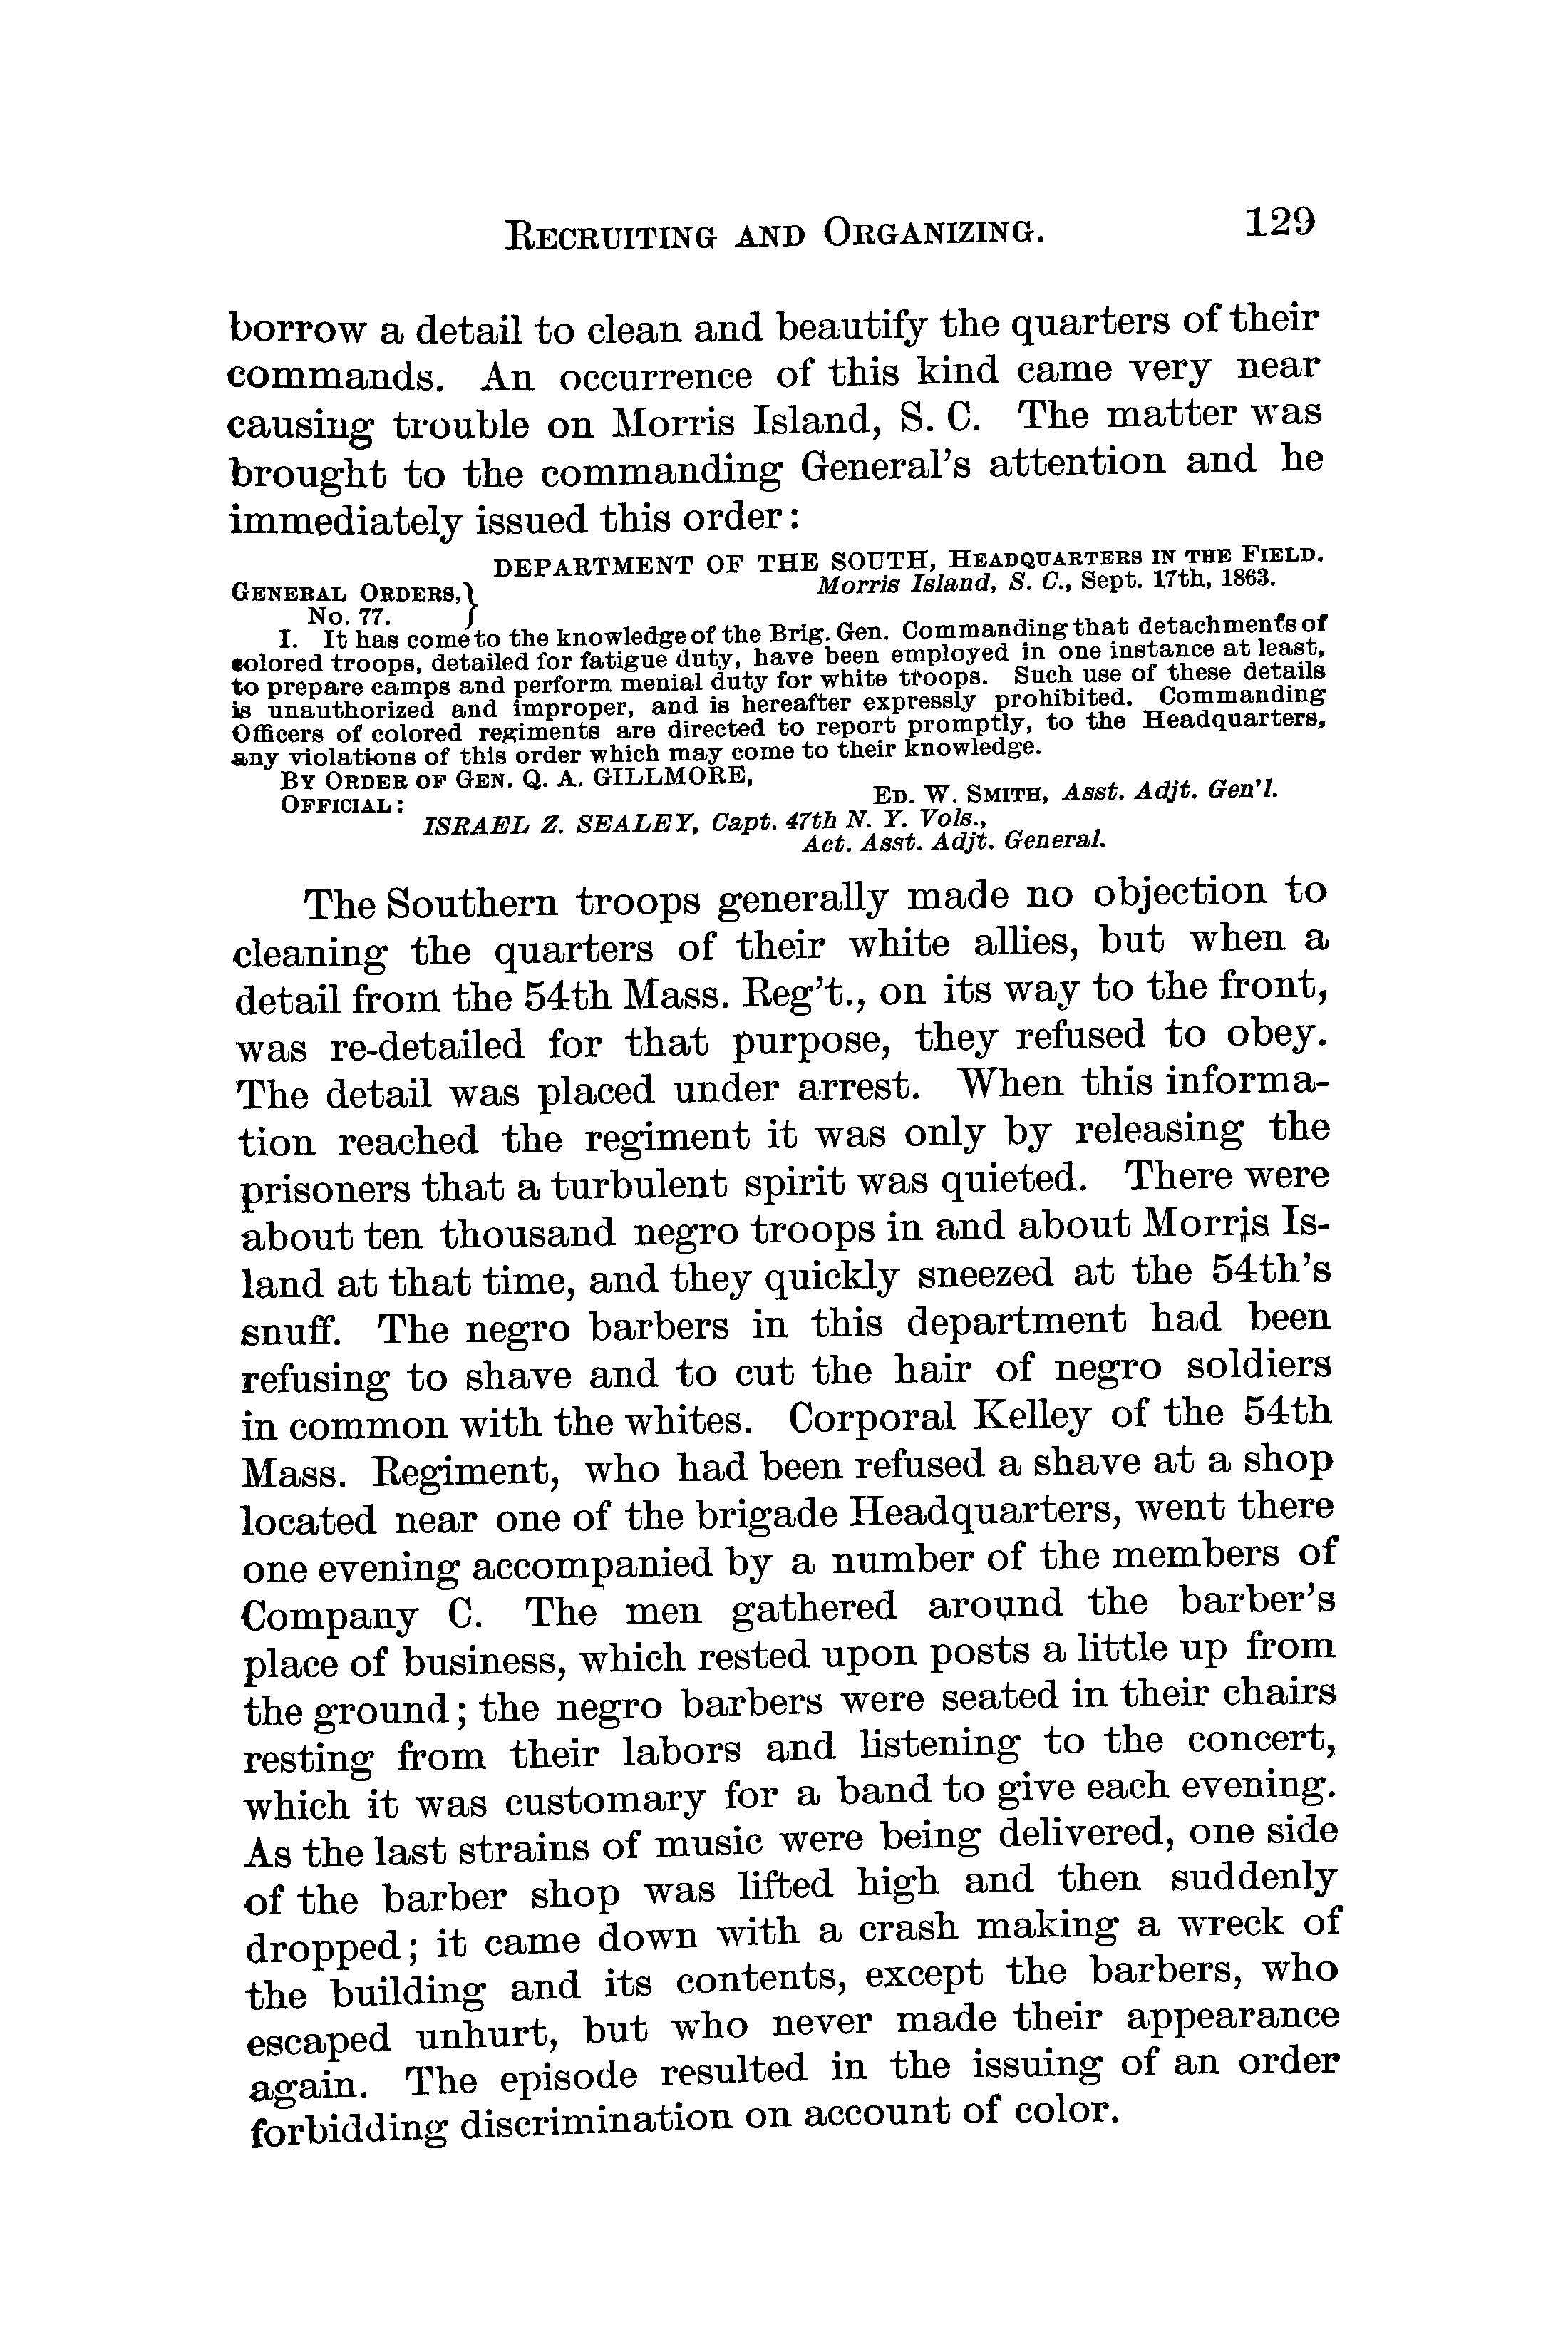 RECRUITING AND ORGANIZING. 129
borrow a detail to clean and beautify the quarters of their
commands. An occurrence of this kind came very near
causing trouble on Morris Island, S. C. The matter was
brought to the commanding General's attention and he
immediately issued this order:
DEPARTMENT OF THE SOUTH, HEADQUARTERS IN THE FIELD.
Morris Island, S. C., Sept. 17th, 1863.
GENERAL ORDERS,}
No. 77.
I. It has come to the knowledge of the Brig. Gen. Commanding that detachments of
colored troops, detailed for fatigue duty, have been employed in one instance at least,
to prepare camps and perform menial duty for white troops. Such use of these details
is unauthorized and improper, and is hereafter expressly prohibited. Commanding
Officers of colored regiments are directed to report promptly, to the Headquarters,
any violations of this order which may come to their knowledge.
BY ORDER OF GEN. Q. A. GILLMORE,
ED. W. SMITH, Asst. Adjt. Gen'l.
OFFICIAL:
ISRAEL Z. SEALEY, Capt. 47th N. Y. Vols.,
Act. Asst. Adjt. General.
The Southern troops generally made no objection to
cleaning the quarters of their white allies, but when a
detail from the 54th Mass. Reg't., on its way to the front,
was re-detailed for that purpose, they refused to obey.
The detail was placed under arrest. When this informa-
tion reached the regiment it was only by releasing the
prisoners that a turbulent spirit was quieted. There were
about ten thousand negro troops in and about Morris Is-
land at that time, and they quickly sneezed at the 54th's
snuff. The negro barbers in this department had been
refusing to shave and to cut the hair of negro soldiers
in common with the whites. Corporal Kelley of the 54th
Mass. Regiment, who had been refused a shave at a shop
located near one of the brigade Headquarters, went there
one evening accompanied by a number of the members of
Company C. The men gathered around the barber's
place of business, which rested upon posts a little up from
the ground; the negro barbers were seated in their chairs
resting from their labors and listening to the concert,
which it was customary for a band to give each evening.
As the last strains of music were being delivered, one side
of the barber shop was lifted high and then suddenly
dropped; it came down with a crash making a wreck of
the building and its contents, except the barbers, who
escaped unhurt, but who never made their appearance
again. The episode resulted in the issuing of an order
forbidding discrimination on account of color.